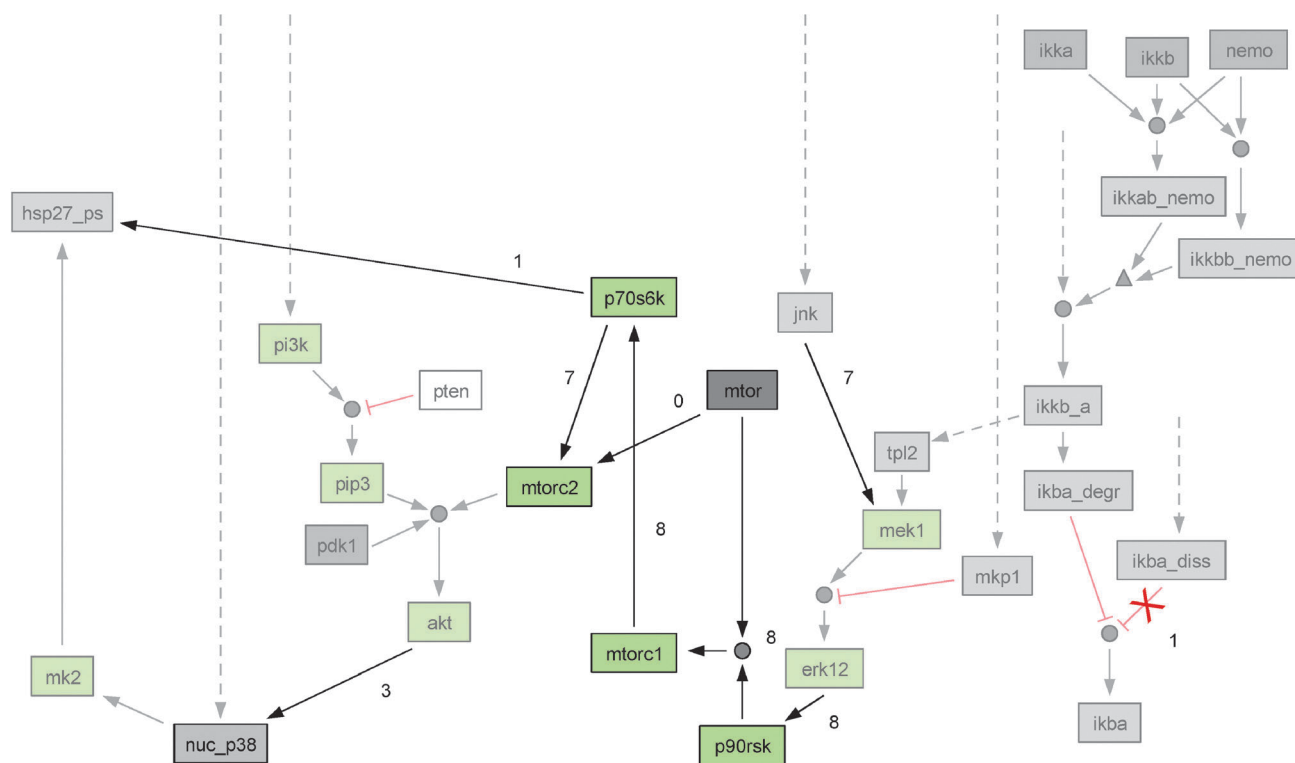 ikka
ikkb
nemo
hsp27_ps
ikkab_nemo
1
ikkbb_nemo
p70s6k
jnk
pi3k
pten
7
0
mtor
7
ikkb_a
tpl2
pip3
mtorc2
ikba_degr
pdk1
8
mek1
mkp1
ikba_diss
akt
mtorc1
8
erk12
1
mk2
3
8
ikba
nuc_p38
p90rsk